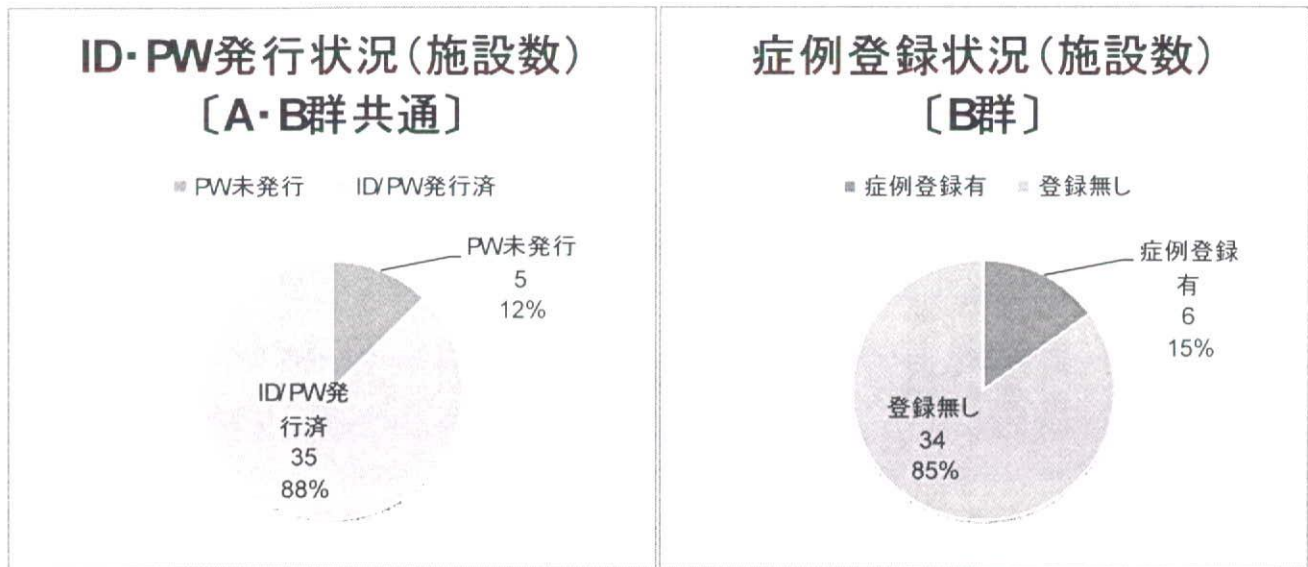 ID・PW発行状況(施設数)
〔A・B群共通〕
PW未発行 ID/PW発行済
PW未発行
5
12%
ID/PW発
行済
35
88%
症例登録状況(施設数)
〔B群〕
症例登録有 登録無し
症例登録
有
6
15%
登録無し
34
85%